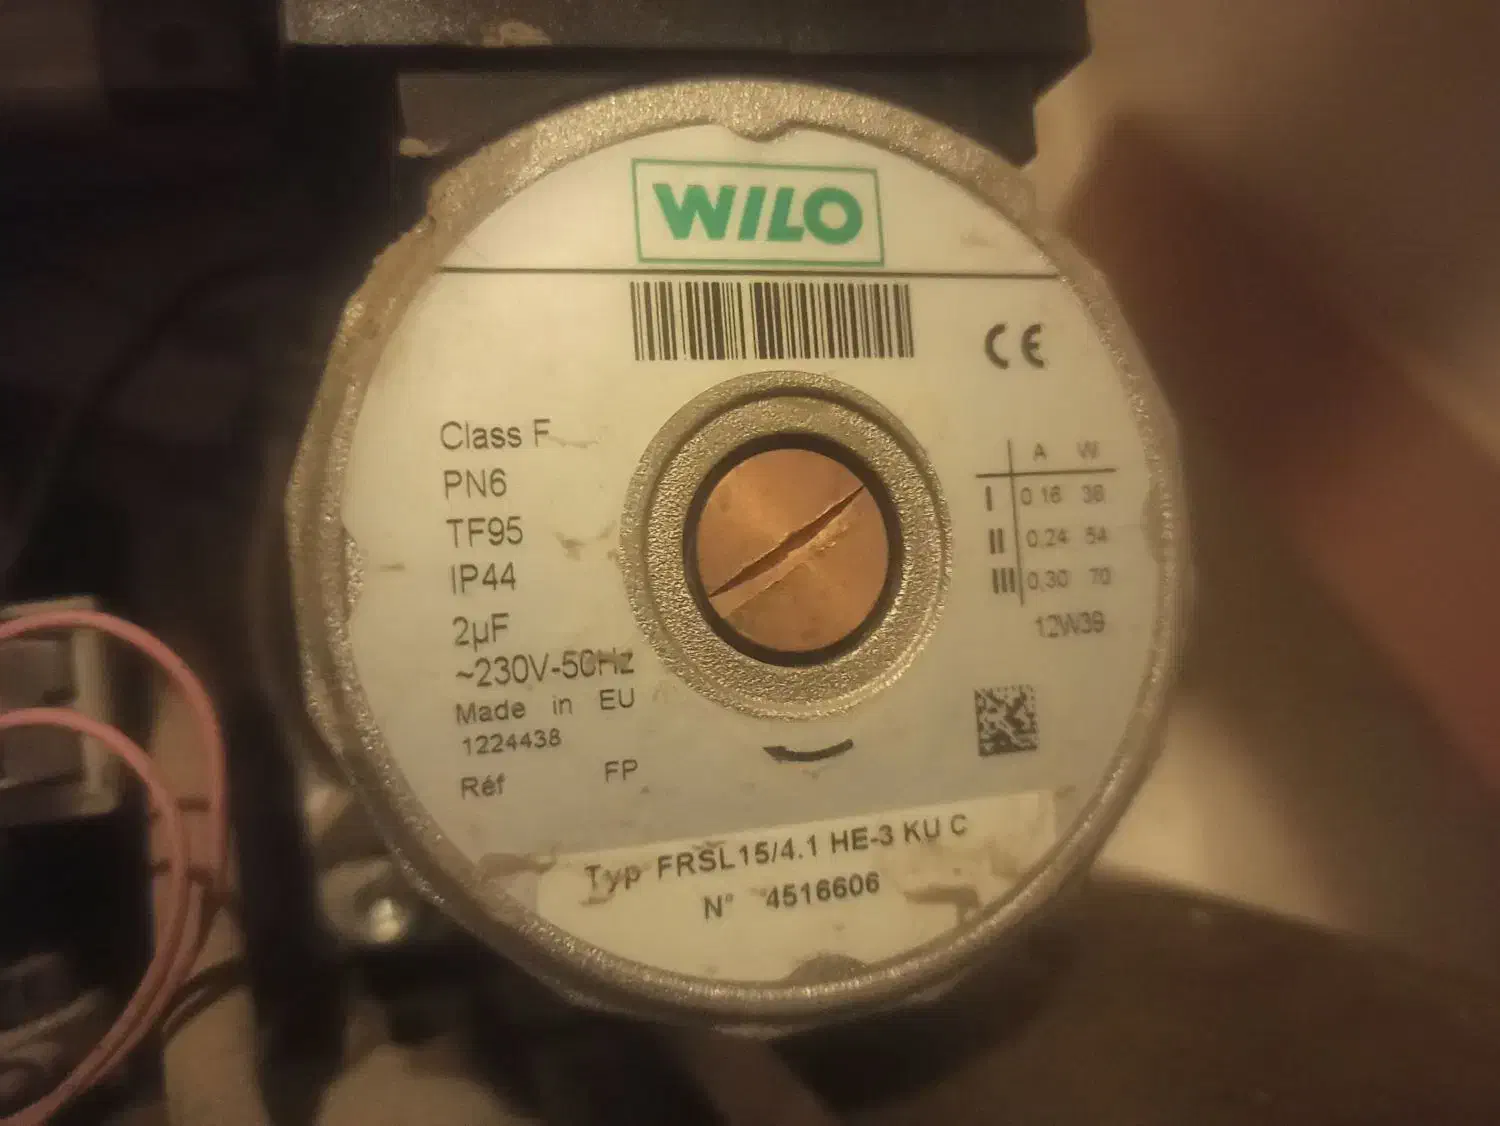 WILO
CE
Class F
PN6
TF95
IP44
2µF
~230V-50Hz
Made in EU
1224438
Réf FP
A W
I 0.16 36
II 0,24 54
III 0,30 70
12W39
Typ FRSL15/4.1 HE-3 KU C
N° 4516606